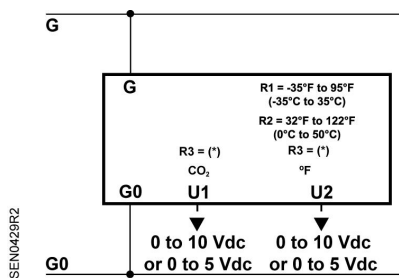 G
G
R1 = -35°F to 95°F
(-35°C to 35°C)
R2 = 32°F to 122°F
(0°C to 50°C)
R3 = (*)
R3 = (*)
CO₂
ºF
G0
U1
U2
0 to 10 Vdc
or 0 to 5 Vdc
0 to 10 Vdc
or 0 to 5 Vdc
G0
SEN0429R2